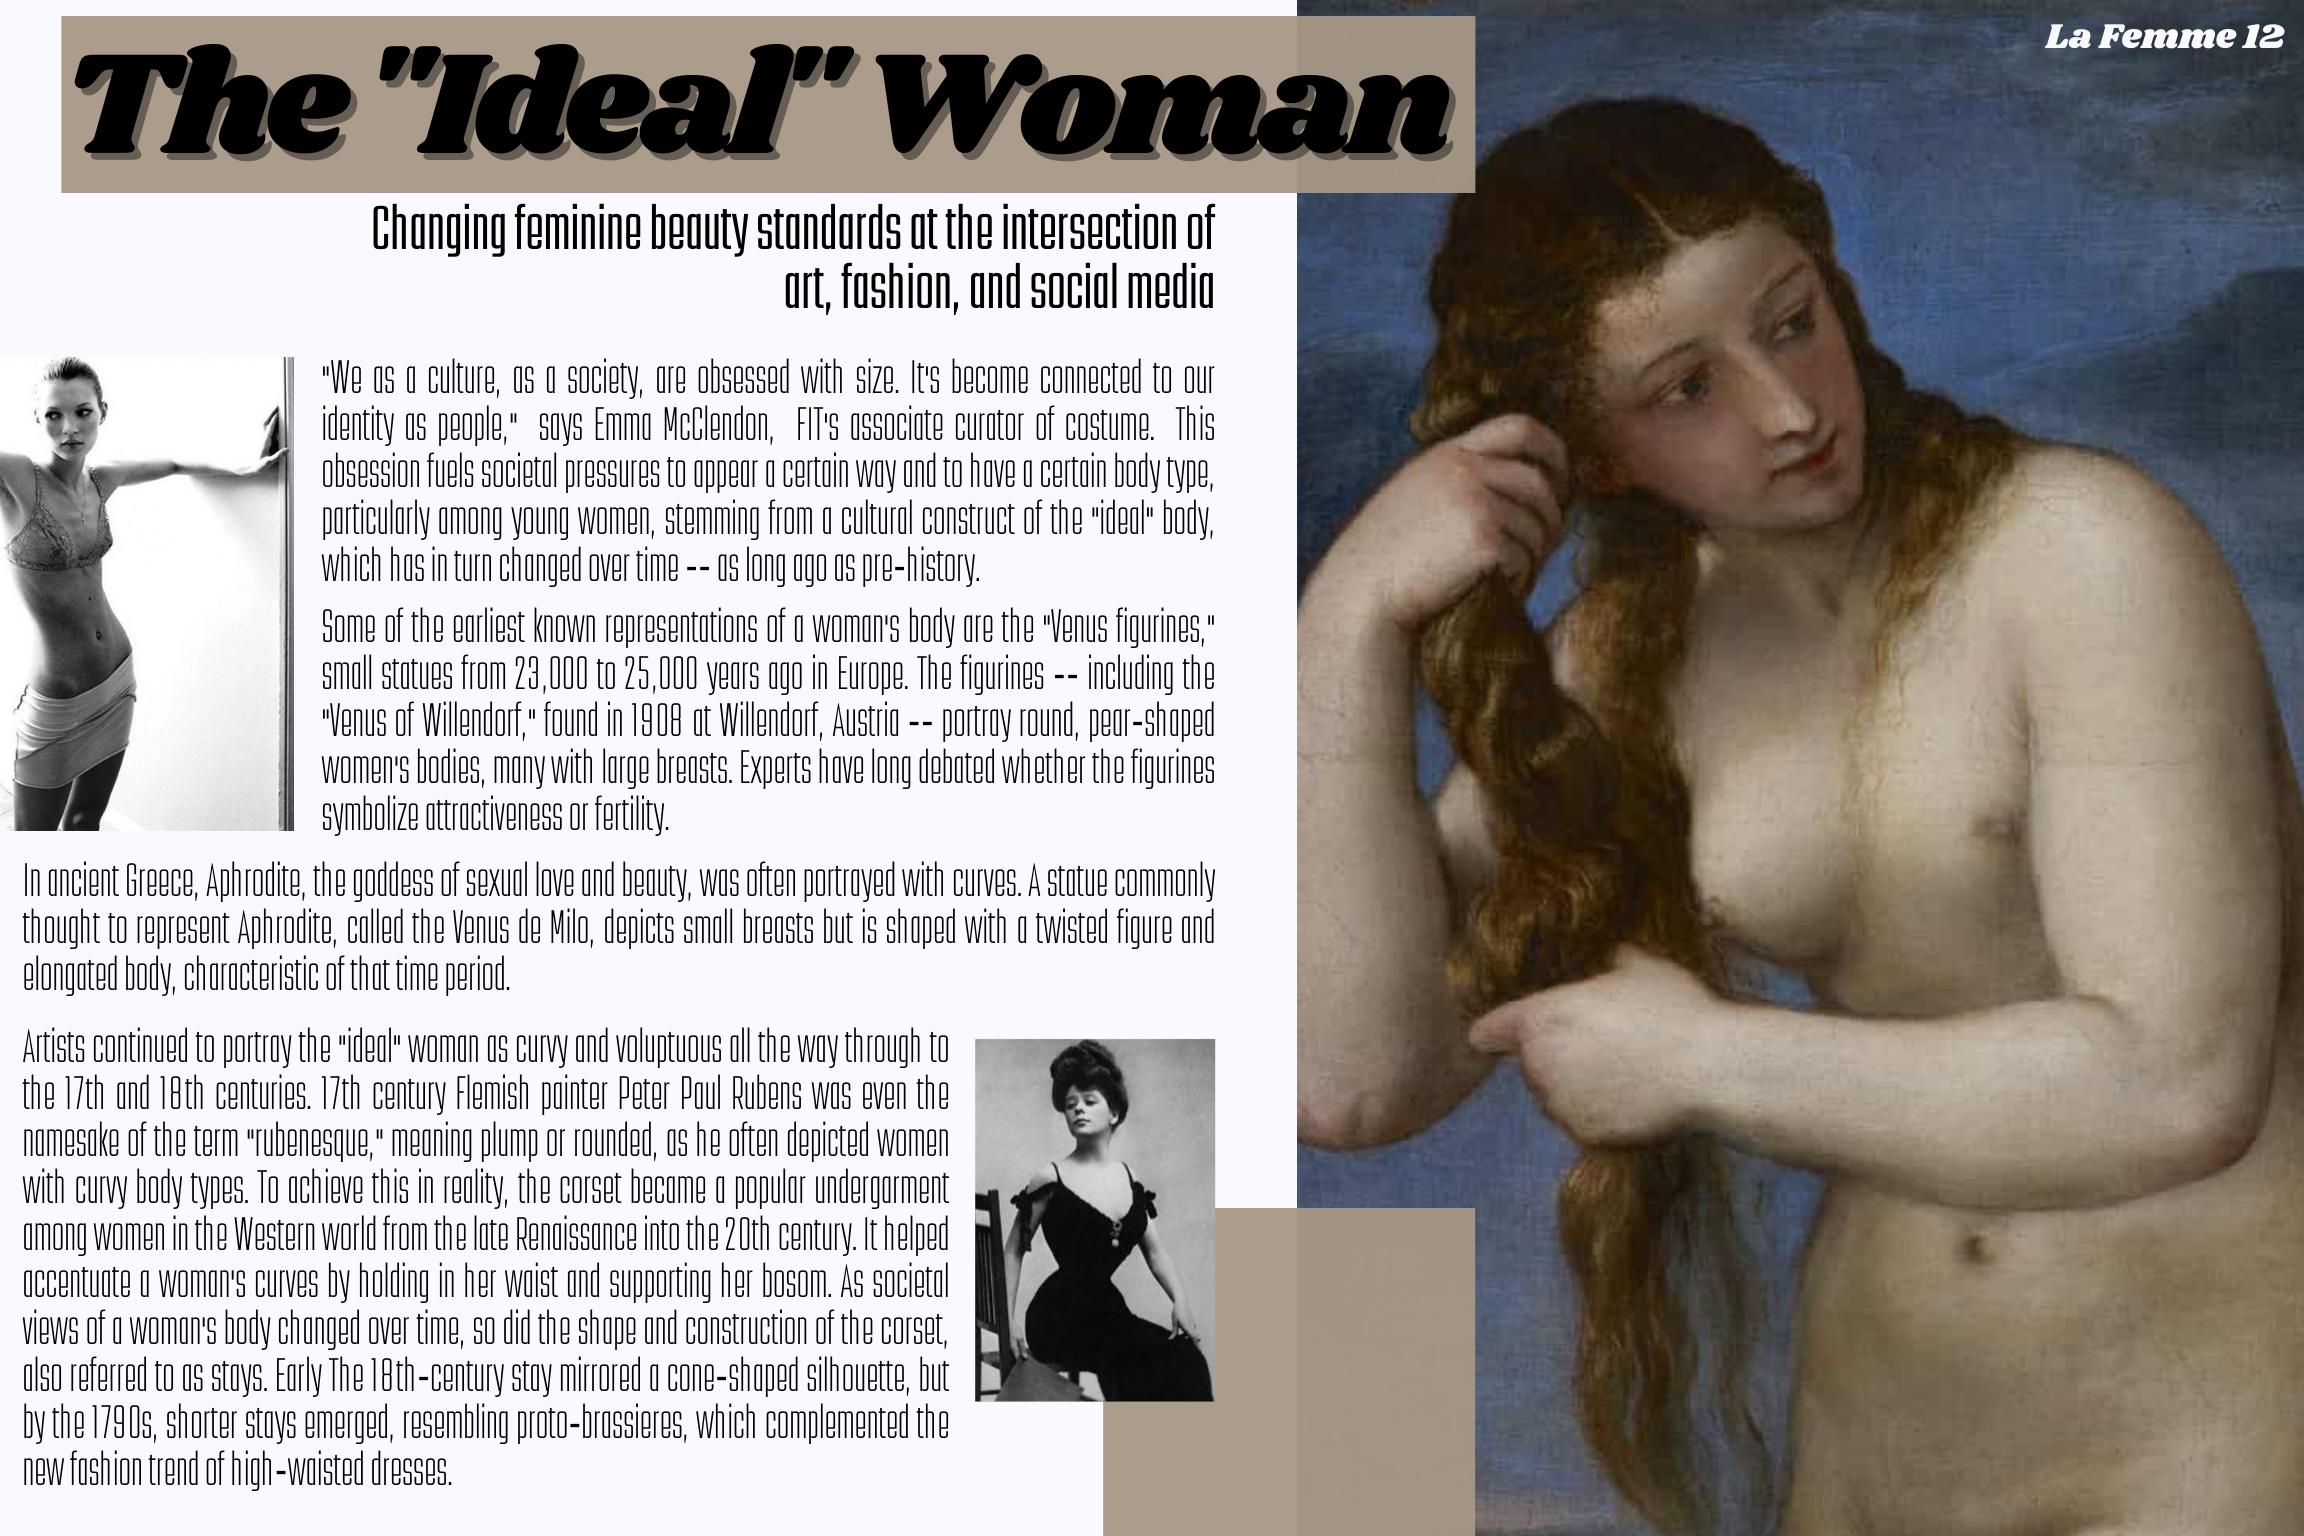 The "Ideal" Woman
La Femme 12
Changing feminine beauty standards at the intersection of
art, fashion, and social media
"We as a culture, as a society, are obsessed with size. It's become connected to our
identity as people," says Emma McClendon, FIT's associate curator of costume. This
obsession fuels societal pressures to appear a certain way and to have a certain body type,
particularly among young women, stemming from a cultural construct of the "ideal" body,
which has in turn changed over time -- as long ago as pre-history.
Some of the earliest known representations of a woman's body are the "Venus figurines,"
small statues from 23,000 to 25,000 years ago in Europe. The figurines -- including the
"Venus of Willendorf," found in 1908 at Willendorf, Austria -- portray round, pear-shaped
women's bodies, many with large breasts. Experts have long debated whether the figurines
symbolize attractiveness or fertility.
In ancient Greece, Aphrodite, the goddess of sexual love and beauty, was often portrayed with curves. A statue commonly
thought to represent Aphrodite, called the Venus de Milo, depicts small breasts but is shaped with a twisted figure and
elongated body, characteristic of that time period.
Artists continued to portray the "ideal" woman as curvy and voluptuous all the way through to
the 17th and 18th centuries. 17th century Flemish painter Peter Paul Rubens was even the
namesake of the term "rubenesque," meaning plump or rounded, as he often depicted women
with curvy body types. To achieve this in reality, the corset became a popular undergarment
among women in the Western world from the late Renaissance into the 20th century. It helped
accentuate a woman's curves by holding in her waist and supporting her bosom. As societal
views of a woman's body changed over time, so did the shape and construction of the corset,
also referred to as stays. Early The 18th-century stay mirrored a cone-shaped silhouette, but
by the 1790s, shorter stays emerged, resembling proto-brassieres, which complemented the
new fashion trend of high-waisted dresses.